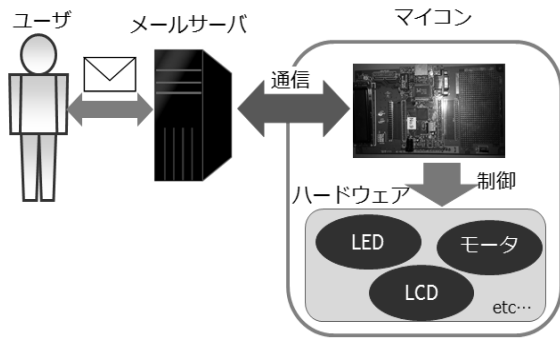 ユーザ
メールサーバ
マイコン
通信
制御
ハードウェア
LED
モータ
LCD
etc…